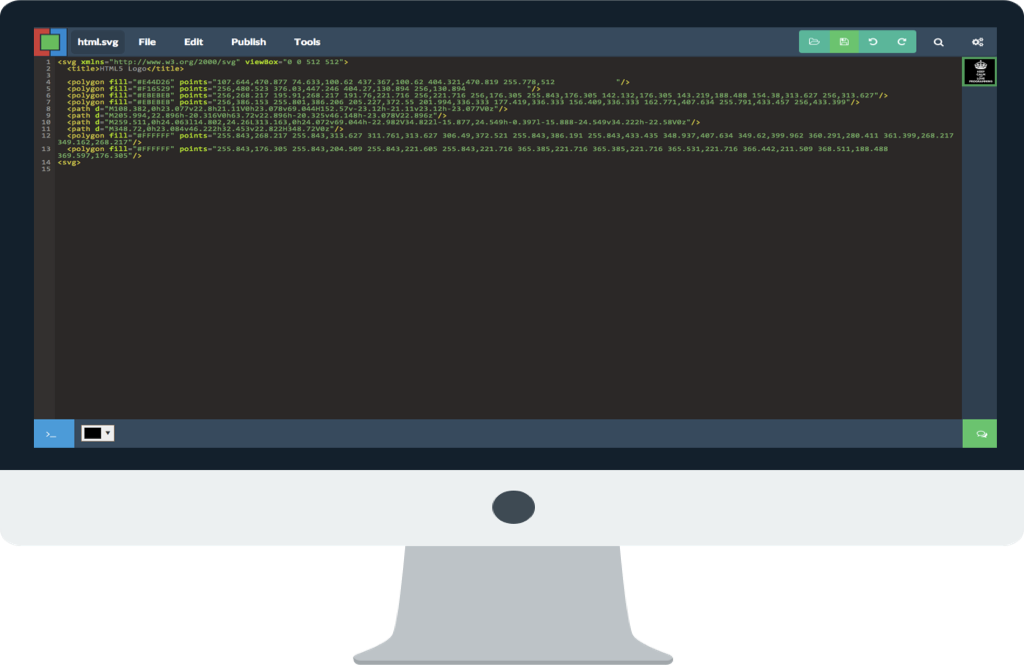 html.svg File Edit Publish Tools
1 <svg xmlns="http://www.w3.org/2000/svg" viewBox="0 0 512 512">
2 <title>HTML5 Logo</title>
3
4 <polygon fill="#E44D26" points="107.644,470.877 74.633,100.62 437.367,100.62 404.321,470.819 255.778,512 "/>
5 <polygon fill="#F16529" points="256,480.523 376.03,447.246 404.27,130.894 256,130.894 "/>
6 <polygon fill="#EBEBEB" points="256,268.217 195.91,268.217 191.76,221.716 256,221.716 256,176.305 255.843,176.305 142.132,176.305 143.219,188.488 154.38,313.627 256,313.627"/>
7 <polygon fill="#EBEBEB" points="256,386.153 255.801,386.206 205.227,372.55 201.994,336.333 177.419,336.333 156.409,336.333 162.771,407.634 255.791,433.457 256,433.399"/>
8 <path d="M108.382,0h23.077v22.8h21.11V0h23.078v69.044H152.57v-23.12h-21.11v23.12h-23.077V0z"/>
9 <path d="M205.994,22.896h-20.316V0h63.72v22.896h-20.325v46.148h-23.078V22.896z"/>
10 <path d="M259.511,0h24.063l14.802,24.26L313.163,0h24.072v69.044h-22.982V34.822l-15.877,24.549h-0.397l-15.888-24.549v34.222h-22.58V0z"/>
11 <path d="M348.72,0h23.084v46.222h32.453v22.822H348.72V0z"/>
12 <polygon fill="#FFFFFF" points="255.843,268.217 255.843,313.627 311.761,313.627 306.49,372.521 255.843,386.191 255.843,433.435 348.937,407.634 349.62,399.962 360.291,280.411 361.399,268.217
349.162,268.217"/>
13 <polygon fill="#FFFFFF" points="255.843,176.305 255.843,204.509 255.843,221.605 255.843,221.716 365.385,221.716 365.385,221.716 365.531,221.716 366.442,211.509 368.511,188.488
369.597,176.305"/>
14 <svg>
15
>_